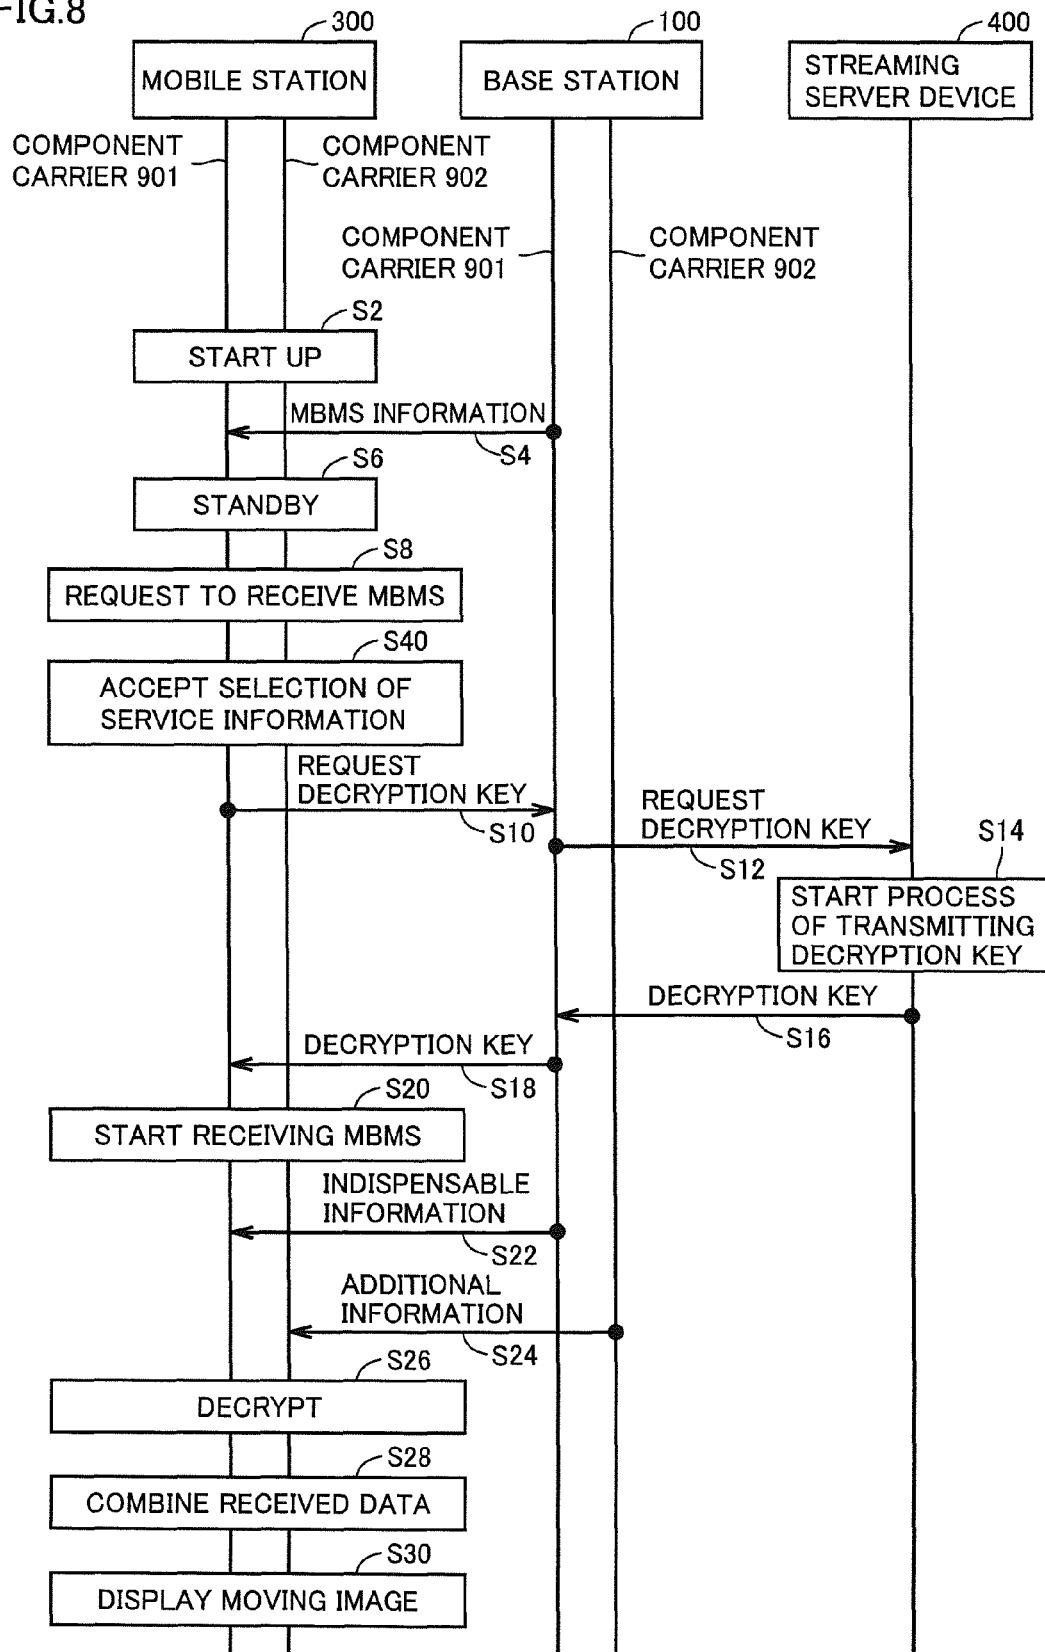 FIG.8
300
100
400
MOBILE STATION
BASE STATION
STREAMING
SERVER DEVICE
COMPONENT
CARRIER 901
COMPONENT
CARRIER 902
COMPONENT
CARRIER 901
COMPONENT
CARRIER 902
S2
START UP
MBMS INFORMATION
S4
S6
STANDBY
S8
REQUEST TO RECEIVE MBMS
S40
ACCEPT SELECTION OF
SERVICE INFORMATION
REQUEST
DECRYPTION KEY
S10
REQUEST
DECRYPTION KEY
S12
S14
START PROCESS
OF TRANSMITTING
DECRYPTION KEY
DECRYPTION KEY
S16
DECRYPTION KEY
S18
S20
START RECEIVING MBMS
INDISPENSABLE
INFORMATION
S22
ADDITIONAL
INFORMATION
S24
S26
DECRYPT
S28
COMBINE RECEIVED DATA
S30
DISPLAY MOVING IMAGE